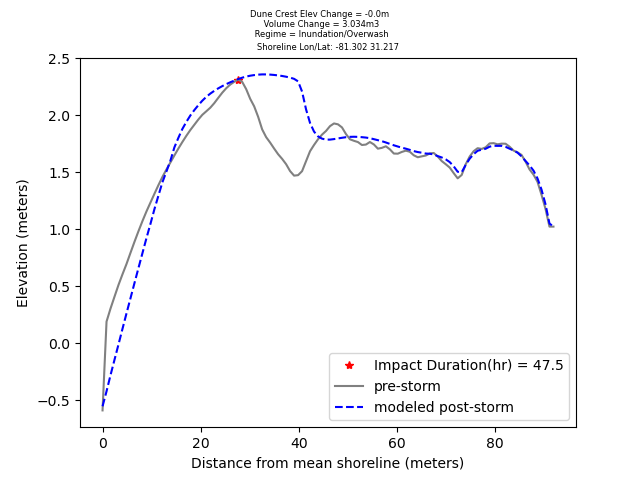 Dune Crest Elev Change = -0.0m
Volume Change = 3.034m3
Regime = Inundation/Overwash
Shoreline Lon/Lat: -81.302 31.217
2.5
2.0
1.5
1.0
0.5
0.0
−0.5
Elevation (meters)
Impact Duration(hr) = 47.5
pre-storm
modeled post-storm
0 20 40 60 80
Distance from mean shoreline (meters)